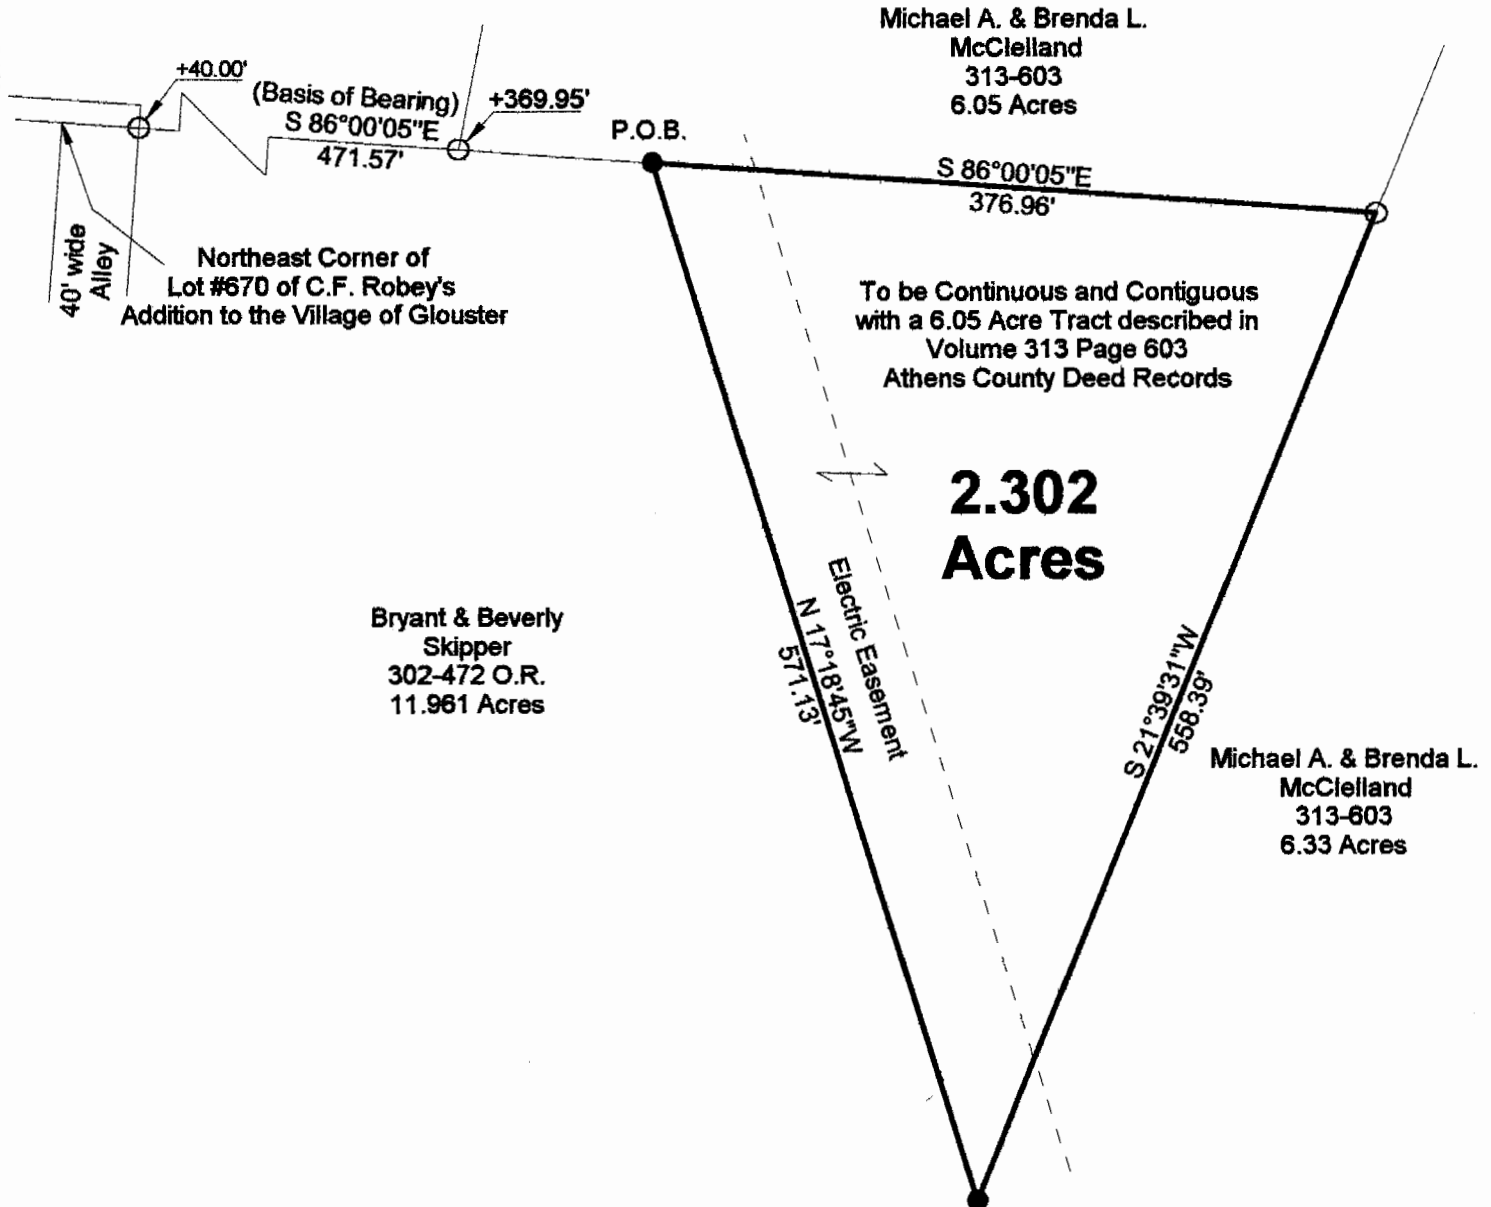 Michael A. & Brenda L.
McClelland
313-603
6.05 Acres
+40.00'
(Basis of Bearing)
S 86°00'05"E
471.57'
+369.95'
P.O.B.
S 86°00'05"E
376.96'
40' wide
Alley
Northeast Corner of
Lot #670 of C.F. Robey's
Addition to the Village of Glouster
To be Continuous and Contiguous
with a 6.05 Acre Tract described in
Volume 313 Page 603
Athens County Deed Records
2.302
Acres
Electric Easement
N 17°18'45"W
571.13'
Bryant & Beverly
Skipper
302-472 O.R.
11.961 Acres
S 21°39'31"W
558.39'
Michael A. & Brenda L.
McClelland
313-603
6.33 Acres